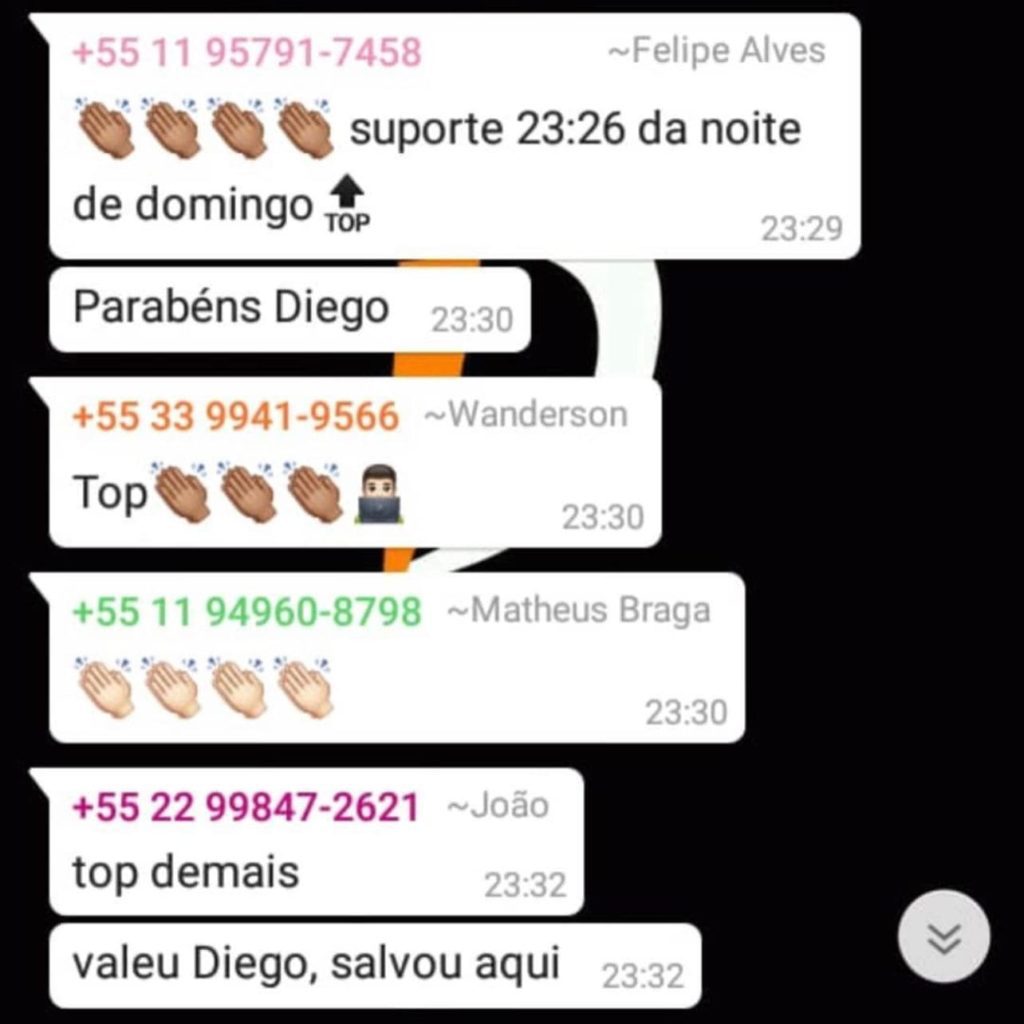 +55 11 95791-7458 ~Felipe Alves
👏🏽👏🏽👏🏽👏🏽 suporte 23:26 da noite
de domingo 🔝
23:29
Parabéns Diego 23:30
+55 33 9941-9566 ~Wanderson
Top👏🏽👏🏽👏🏽👨🏻‍💻
23:30
+55 11 94960-8798 ~Matheus Braga
👏🏻👏🏻👏🏻👏🏻
23:30
+55 22 99847-2621 ~João
top demais 23:32
valeu Diego, salvou aqui 23:32